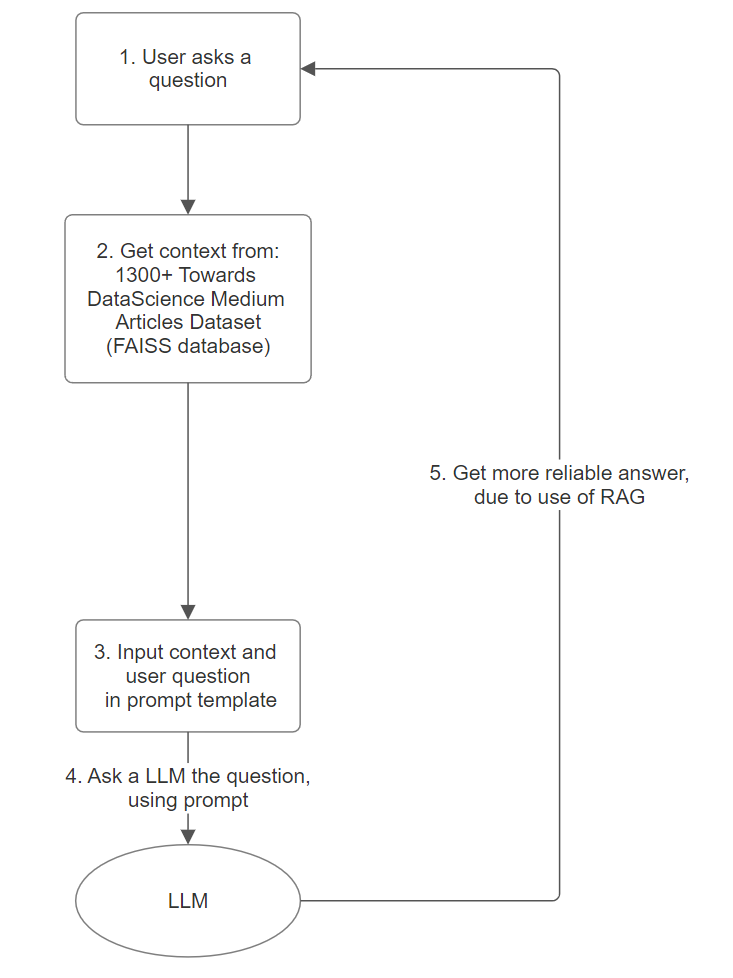 1. User asks a
question
2. Get context from:
1300+ Towards
DataScience Medium
Articles Dataset
(FAISS database)
5. Get more reliable answer,
due to use of RAG
3. Input context and
user question
in prompt template
4. Ask a LLM the question,
using prompt
LLM